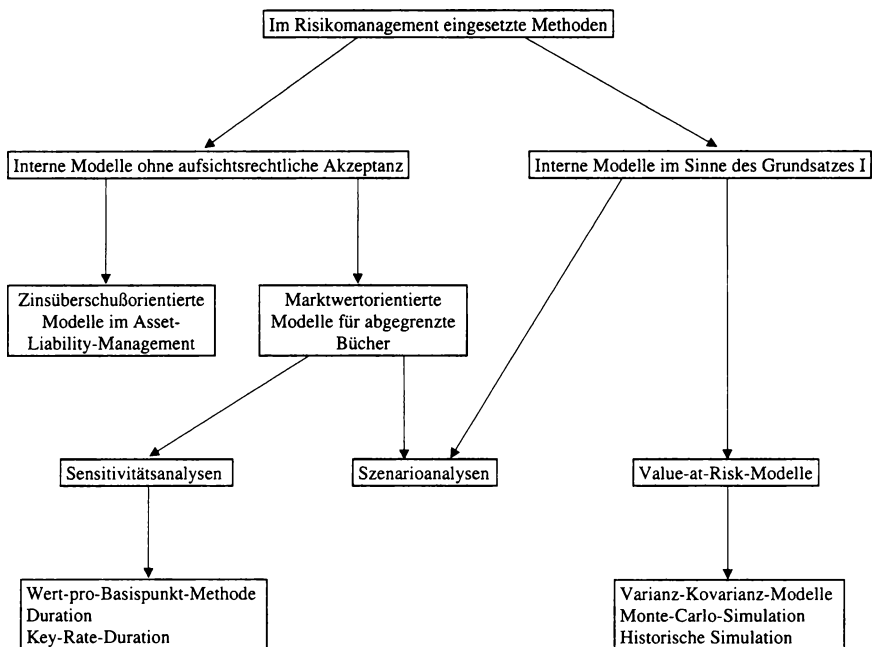 Im Risikomanagement eingesetzte Methoden
Interne Modelle ohne aufsichtsrechtliche Akzeptanz
Interne Modelle im Sinne des Grundsatzes I
Zinsüberschußorientierte
Modelle im Asset-
Liability-Management
Marktwertorientierte
Modelle für abgegrenzte
Bücher
Sensitivitätsanalysen
Szenarioanalysen
Value-at-Risk-Modelle
Wert-pro-Basispunkt-Methode
Duration
Key-Rate-Duration
Varianz-Kovarianz-Modelle
Monte-Carlo-Simulation
Historische Simulation